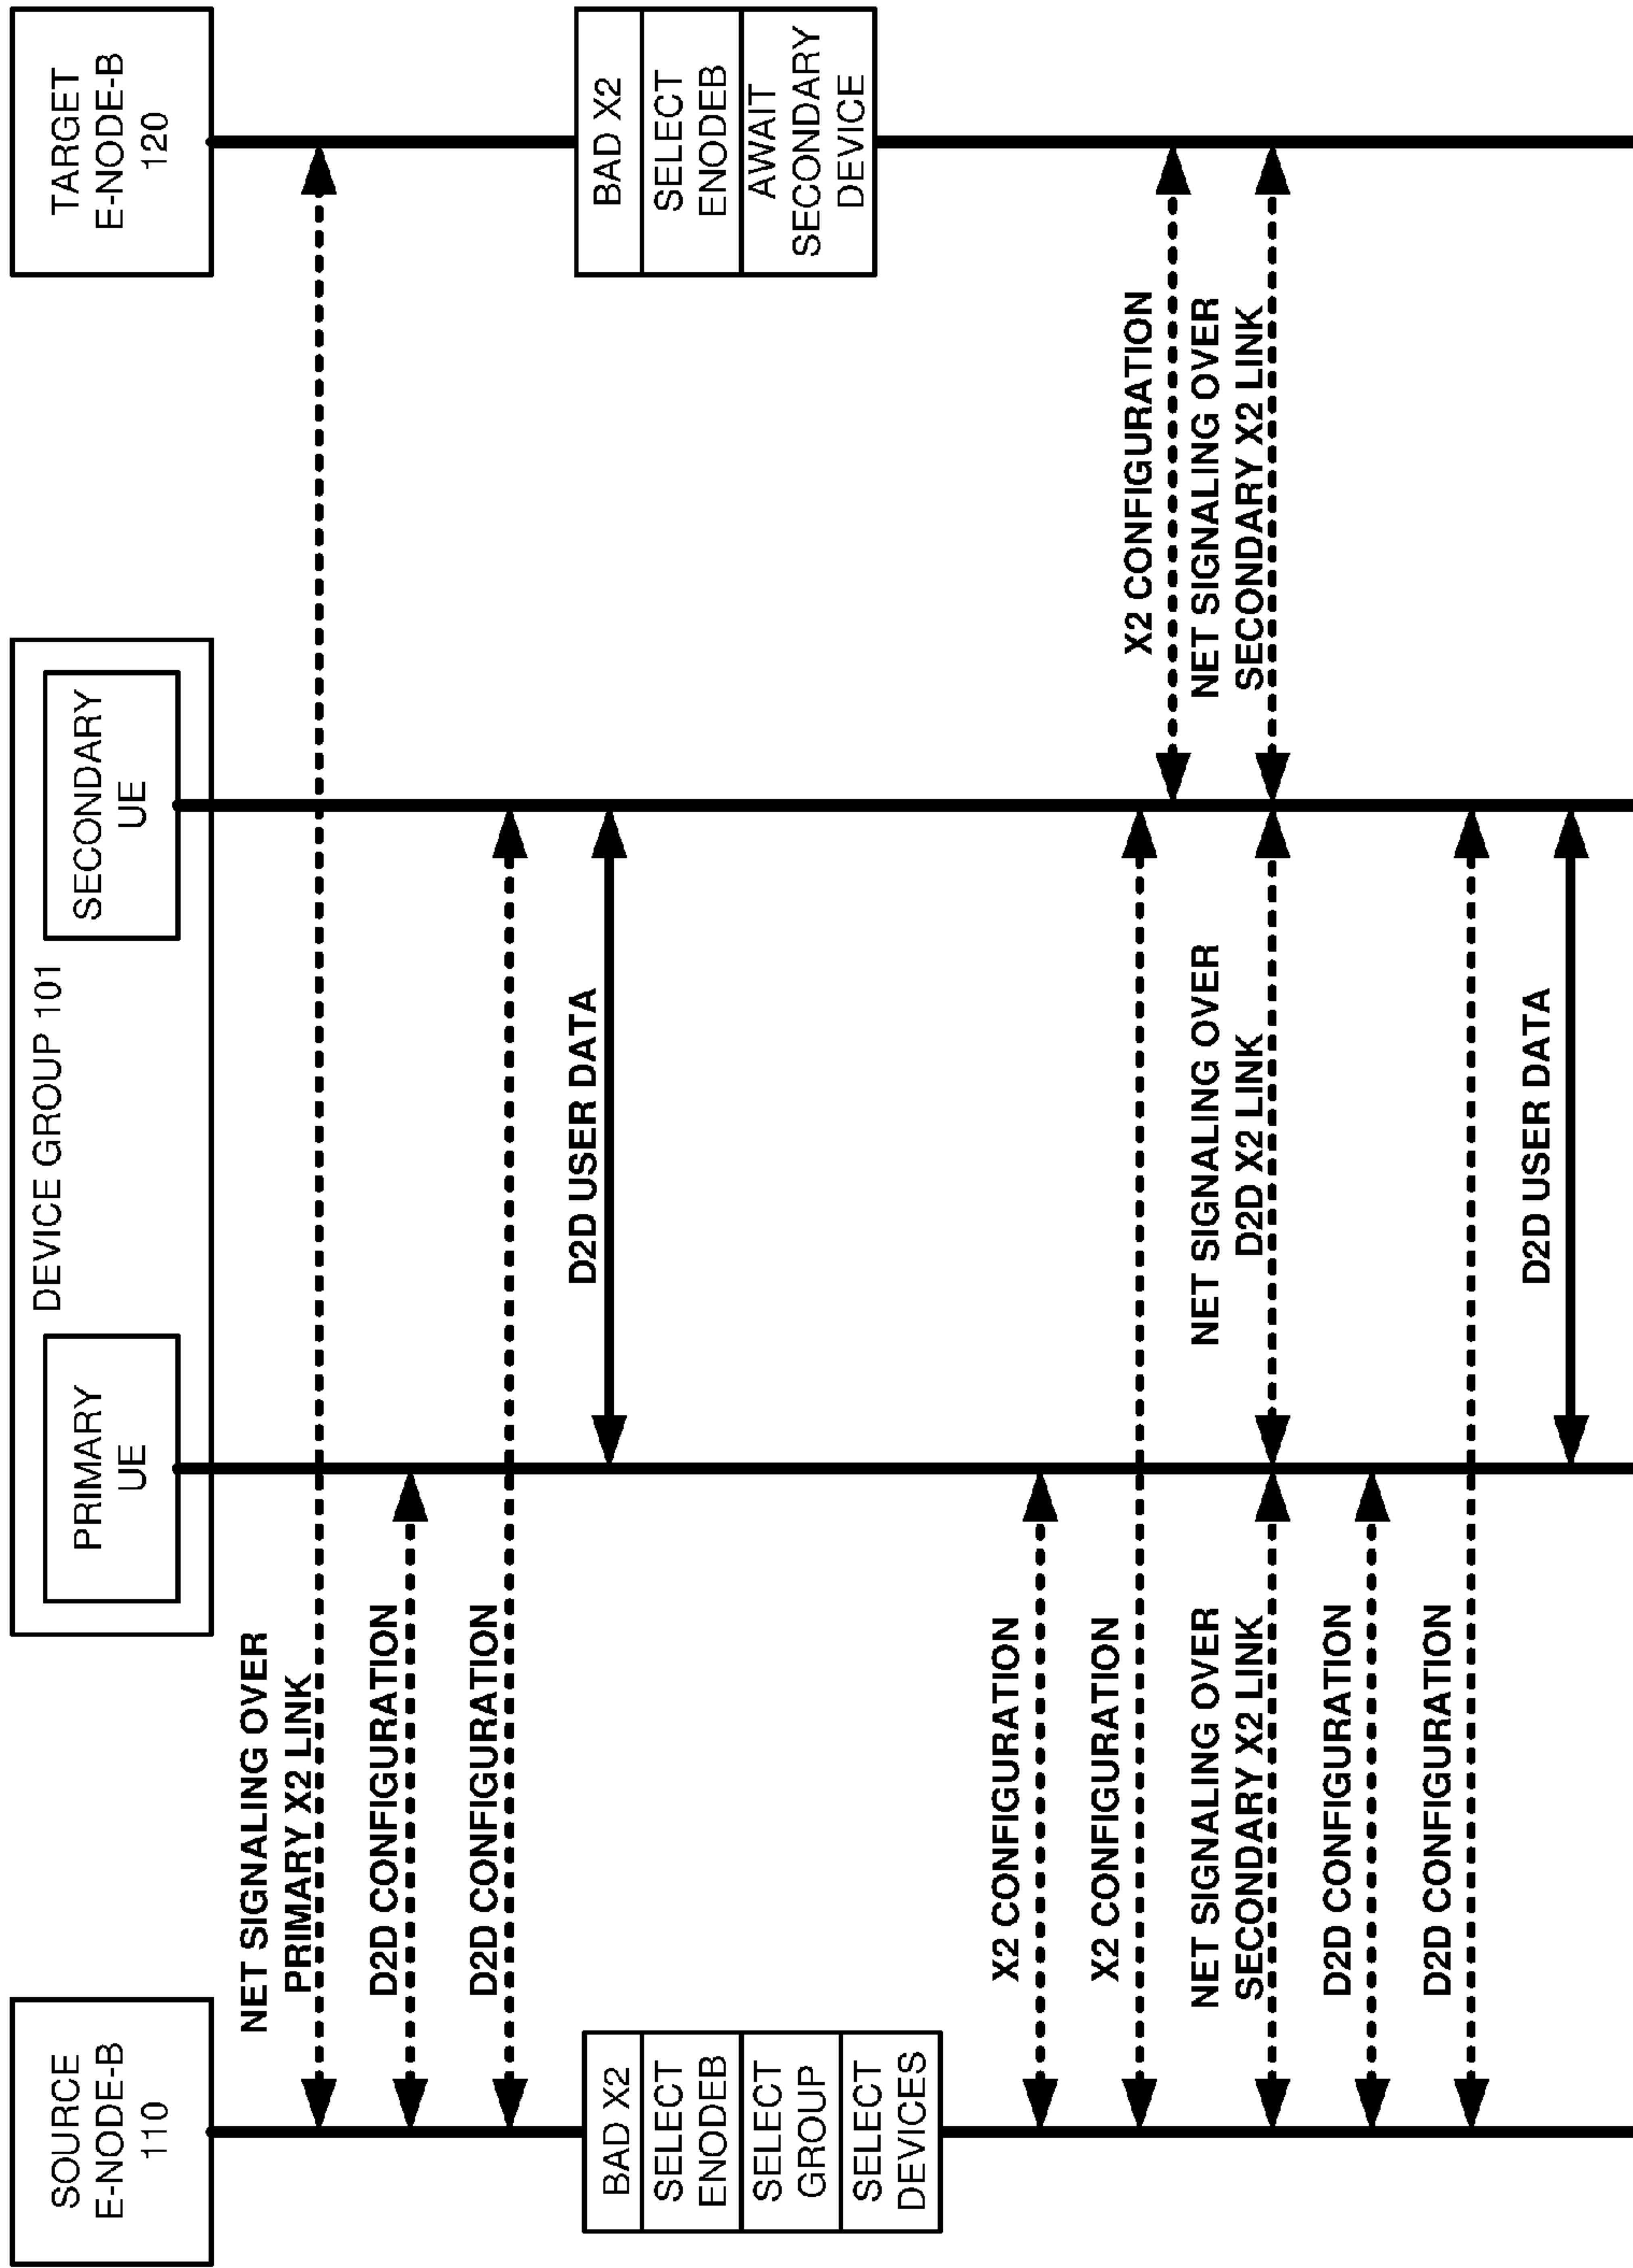 SOURCE
E-NODE-B
110
DEVICE GROUP 101
PRIMARY
UE
SECONDARY
UE
TARGET
E-NODE-B
120
NET SIGNALING OVER
PRIMARY X2 LINK
D2D CONFIGURATION
D2D CONFIGURATION
D2D USER DATA
BAD X2
SELECT
ENODEB
SELECT
GROUP
SELECT
DEVICES
BAD X2
SELECT
ENODEB
AWAIT
SECONDARY
DEVICE
X2 CONFIGURATION
X2 CONFIGURATION
X2 CONFIGURATION
NET SIGNALING OVER
SECONDARY X2 LINK
NET SIGNALING OVER
D2D X2 LINK
NET SIGNALING OVER
SECONDARY X2 LINK
D2D CONFIGURATION
D2D CONFIGURATION
D2D USER DATA